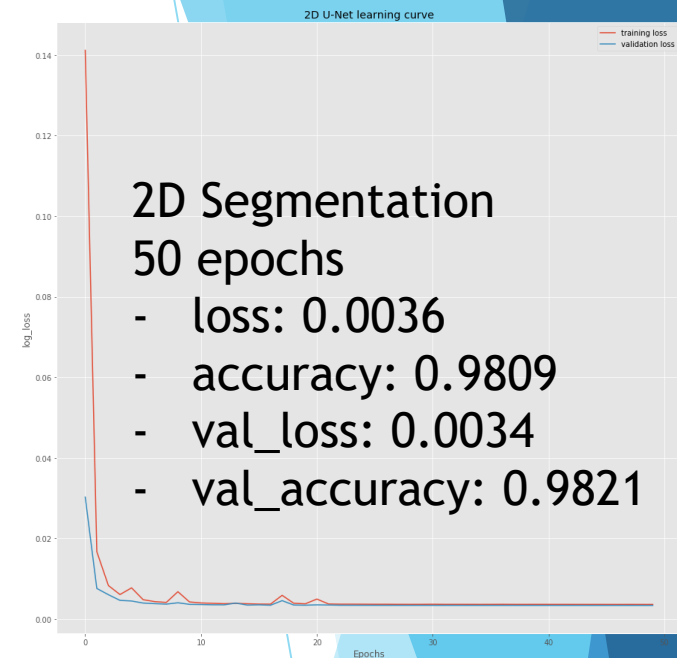 2D U-Net learning curve
training loss
validation loss
0.14
0.12
0.10
0.08
0.06
0.04
0.02
0.00
log_loss
2D Segmentation
50 epochs
- loss: 0.0036
- accuracy: 0.9809
- val_loss: 0.0034
- val_accuracy: 0.9821
0 10 20 30 40 50
Epochs